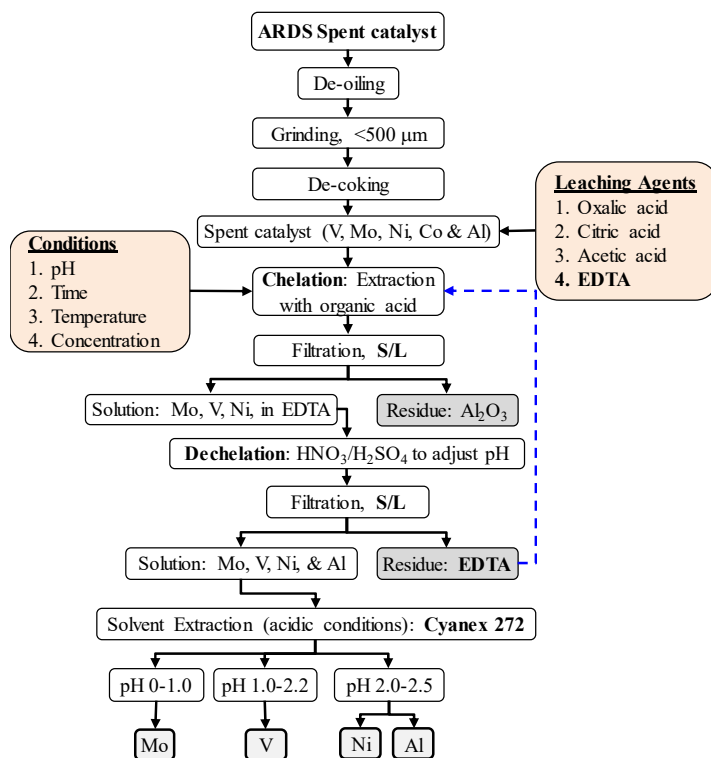 ARDS Spent catalyst
De-oiling
Grinding, <500 μm
De-coking
Leaching Agents
1. Oxalic acid
2. Citric acid
3. Acetic acid
4. EDTA
Spent catalyst (V, Mo, Ni, Co & Al)
Conditions
1. pH
2. Time
3. Temperature
4. Concentration
Chelation: Extraction
with organic acid
Filtration, S/L
Solution: Mo, V, Ni, in EDTA
Residue: Al₂O₃
Dechelation: HNO₃/H₂SO₄ to adjust pH
Filtration, S/L
Solution: Mo, V, Ni, & Al
Residue: EDTA
Solvent Extraction (acidic conditions): Cyanex 272
pH 0-1.0
pH 1.0-2.2
pH 2.0-2.5
Mo
V
Ni
Al